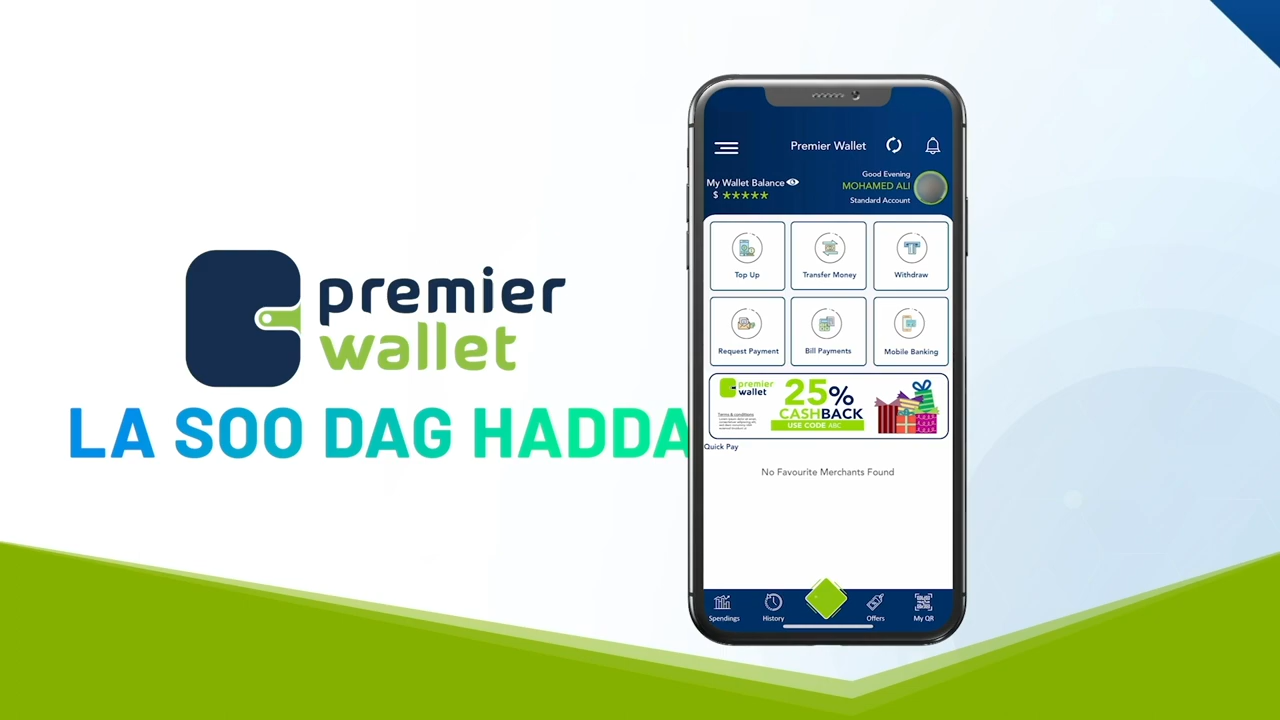 premier
wallet
LA SOO DAG HADDA
Premier Wallet
My Wallet Balance
$ *****
Good Evening
MOHAMED ALI
Standard Account
Top Up
Transfer Money
Withdraw
Request Payment
Bill Payments
Mobile Banking
premier
wallet
Terms & conditions
25%
CASHBACK
USE CODE ABC
Quick Pay
No Favourite Merchants Found
Spendings
History
Offers
My QR